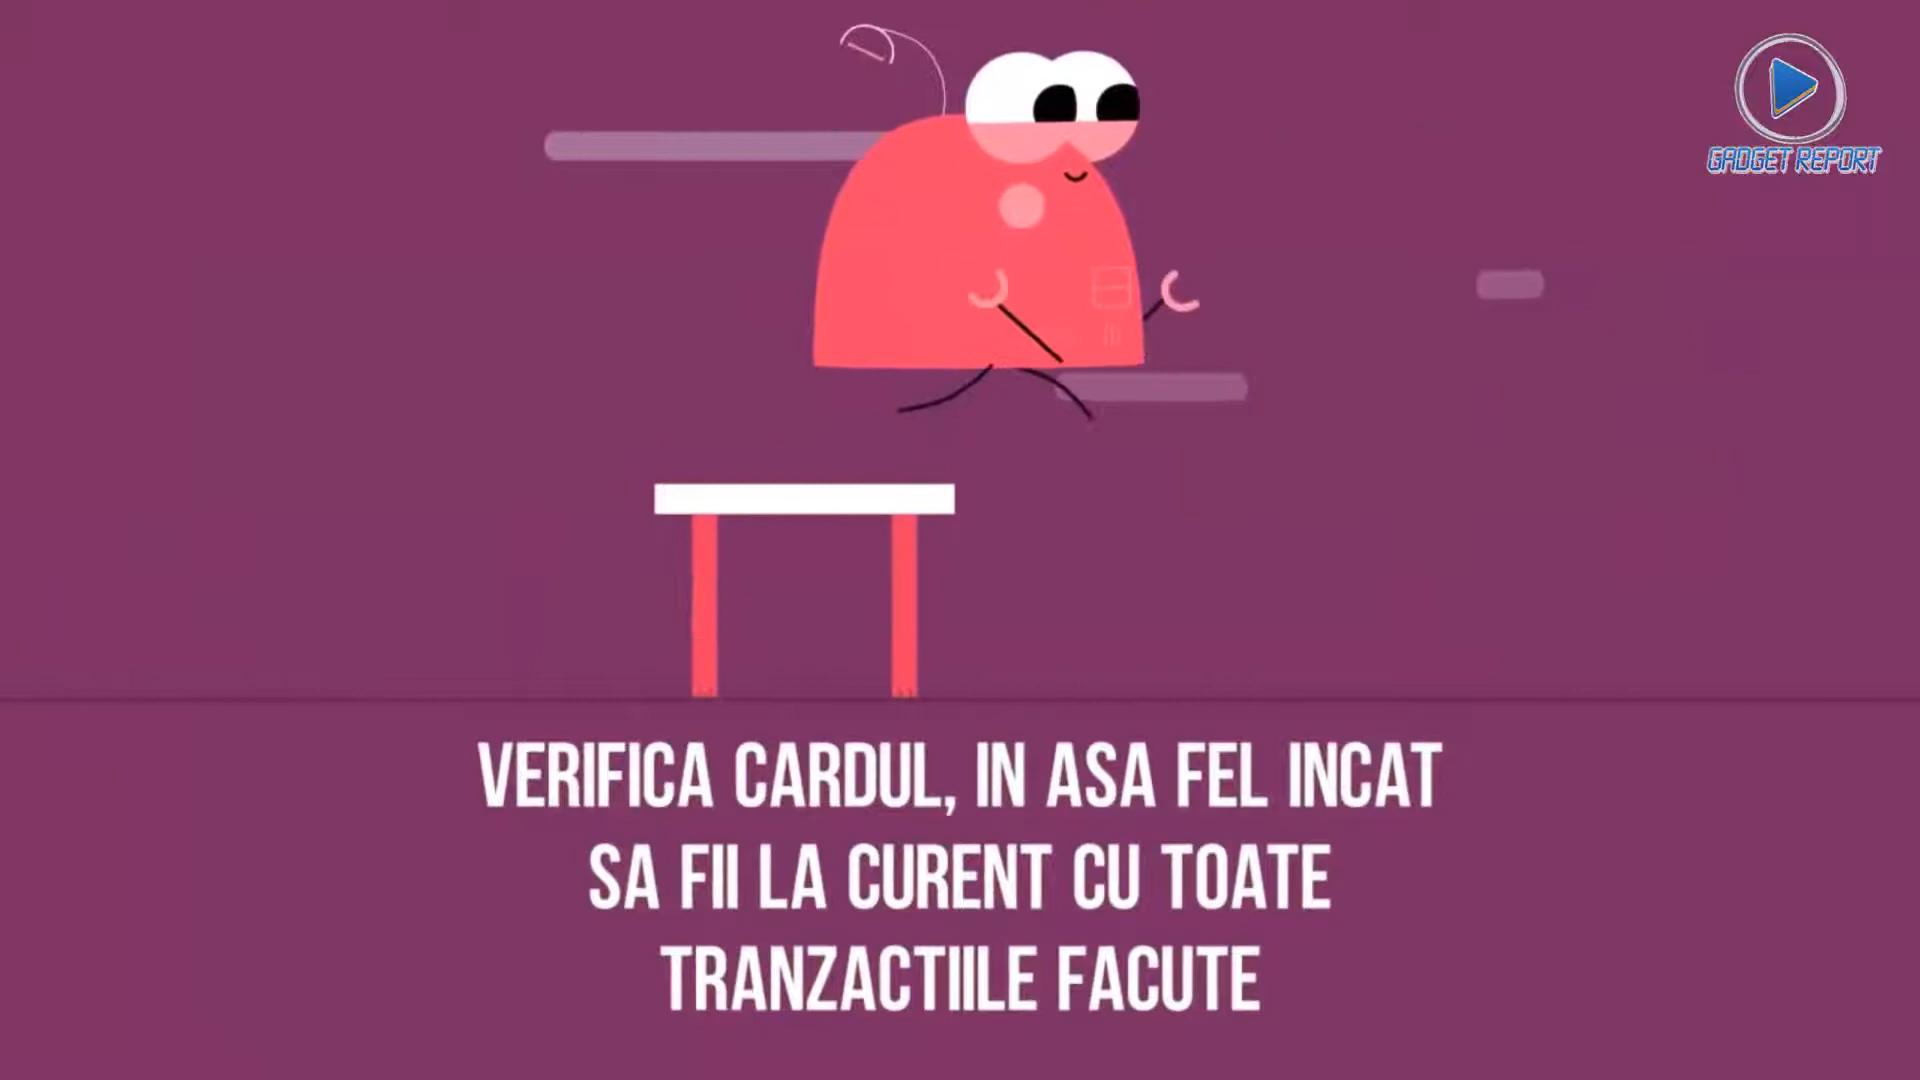 GADGET REPORT
VERIFICA CARDUL, IN ASA FEL INCAT
SA FII LA CURENT CU TOATE
TRANZACTIILE FACUTE